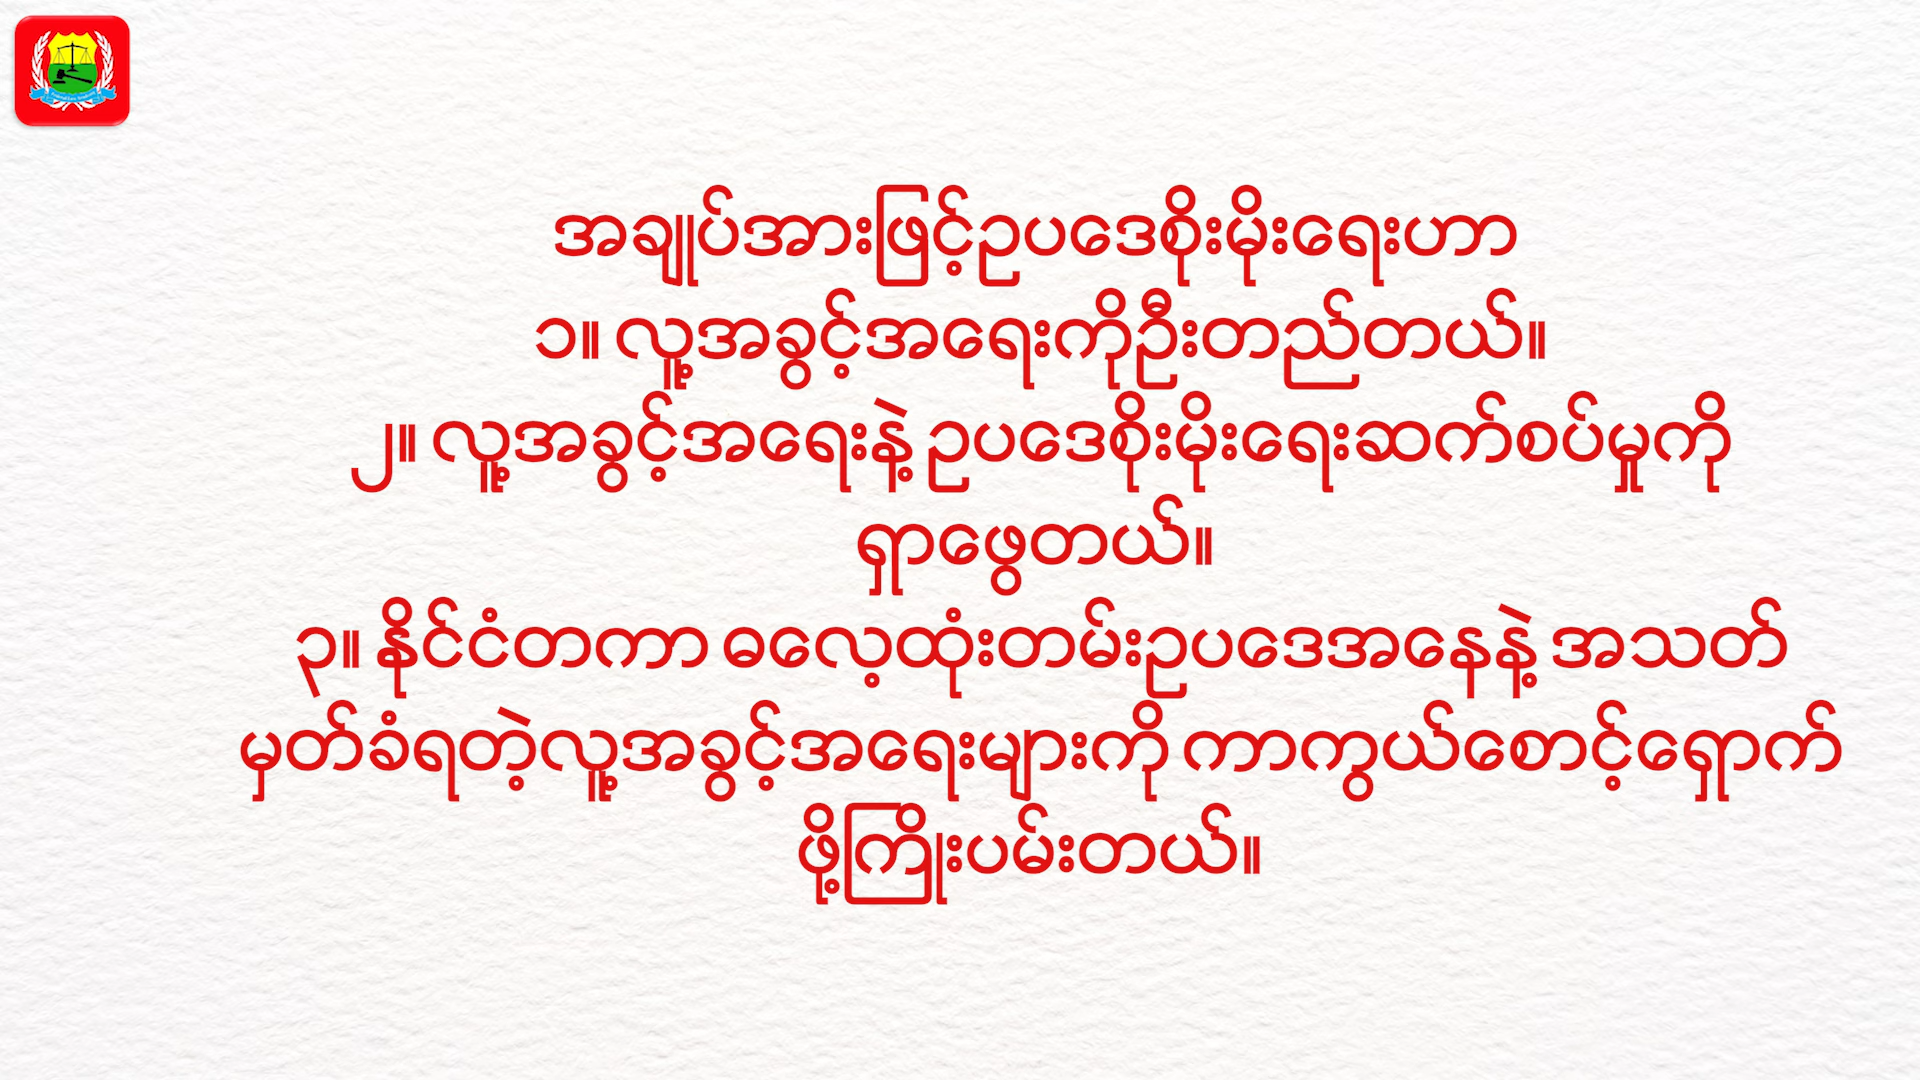 အချုပ်အားဖြင့်ဥပဒေစိုးမိုးရေးဟာ
၁။ လူ့အခွင့်အရေးကိုဦးတည်တယ်။
၂။ လူ့အခွင့်အရေးနဲ့ ဥပဒေစိုးမိုးရေးဆက်စပ်မှုကို
ရှာဖွေတယ်။
၃။ နိုင်ငံတကာ ဓလေ့ထုံးတမ်းဥပဒေအနေနဲ့ အသတ်
မှတ်ခံရတဲ့လူ့အခွင့်အရေးများကို ကာကွယ်စောင့်ရှောက်
ဖို့ကြိုးပမ်းတယ်။